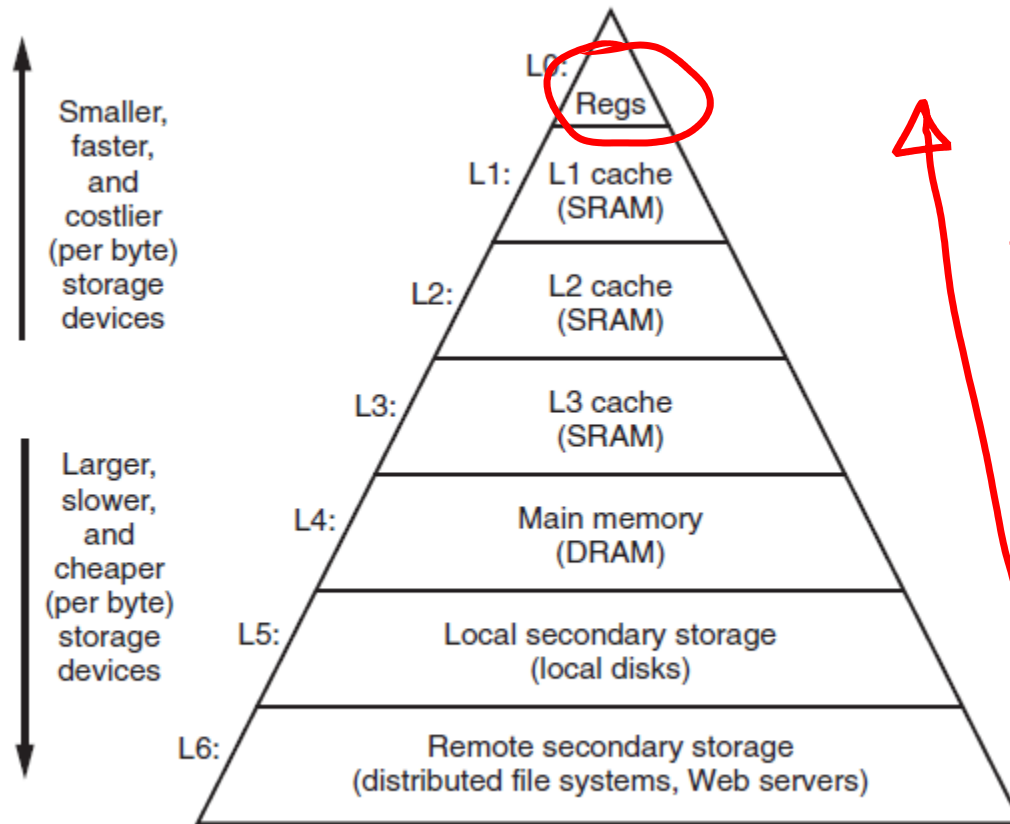 L0:
Regs
Smaller,
faster,
and
costlier
(per byte)
storage
devices
L1:
L1 cache
(SRAM)
L2:
L2 cache
(SRAM)
L3:
L3 cache
(SRAM)
Larger,
slower,
and
cheaper
(per byte)
storage
devices
L4:
Main memory
(DRAM)
L5:
Local secondary storage
(local disks)
L6:
Remote secondary storage
(distributed file systems, Web servers)